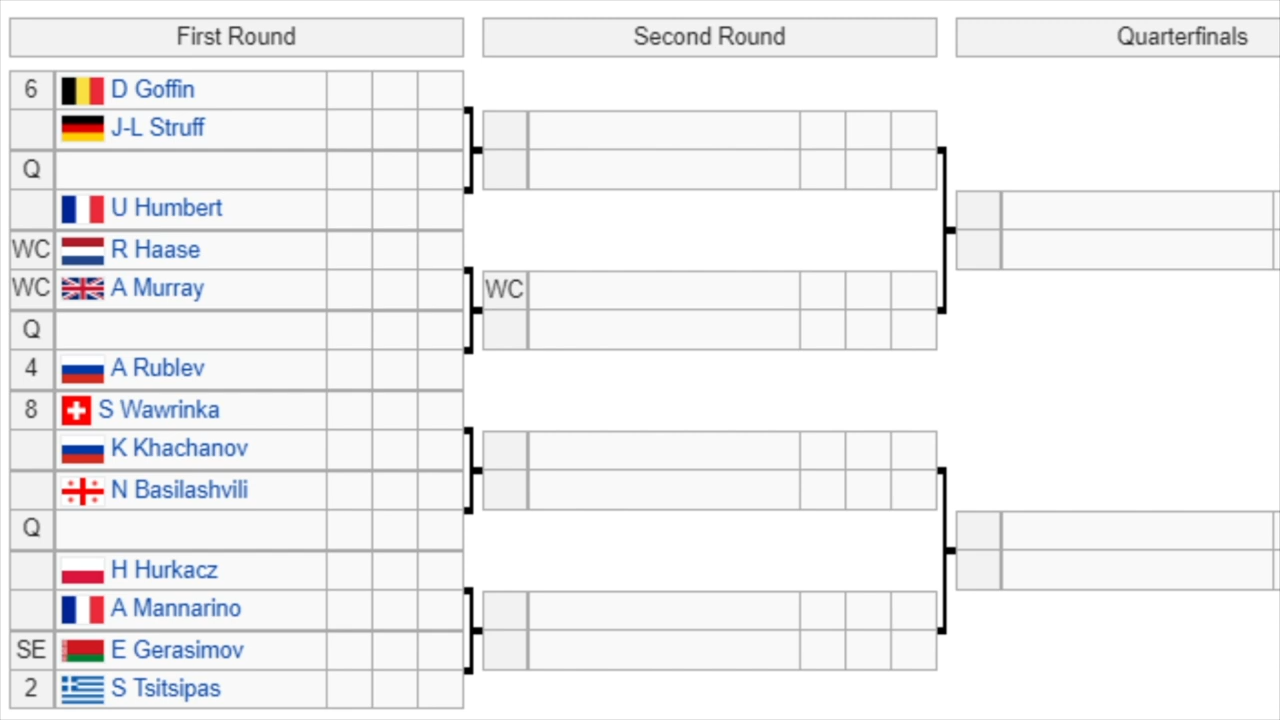 First Round
Second Round
Quarterfinals
6 D Goffin
J-L Struff
Q
U Humbert
WC R Haase
WC A Murray
WC
Q
4 A Rublev
8 S Wawrinka
K Khachanov
N Basilashvili
Q
H Hurkacz
A Mannarino
SE E Gerasimov
2 S Tsitsipas